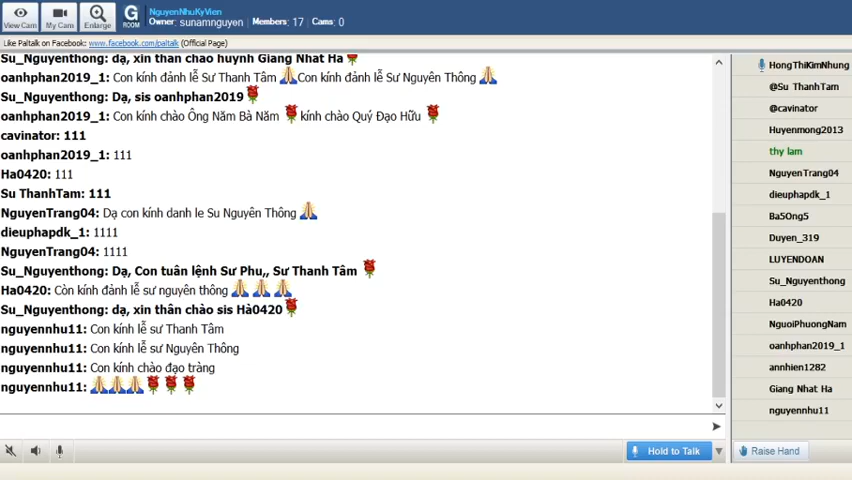 NguyenNhuKyVien
Owner: sunamnguyen Members: 17 Cams: 0
View Cam My Cam Enlarge G ROOM
Like Paltalk on Facebook: www.facebook.com/paltalk (Official Page)
Su_Nguyenthong: dạ, xin thân chào huynh Giang Nhat Ha
oanhphan2019_1: Con kính đảnh lễ Sư Thanh Tâm Con kính đảnh lễ Sư Nguyên Thông
Su_Nguyenthong: Dạ, sis oanhphan2019
oanhphan2019_1: Con kính chào Ông Năm Bà Năm kính chào Quý Đạo Hữu
cavinator: 111
oanhphan2019_1: 111
Ha0420: 111
Su ThanhTam: 111
NguyenTrang04: Dạ con kính danh le Su Nguyên Thông
dieuphapdk_1: 1111
NguyenTrang04: 1111
Su_Nguyenthong: Dạ, Con tuân lệnh Sư Phu,, Sư Thanh Tâm
Ha0420: Còn kính đảnh lễ sư nguyên thông
Su_Nguyenthong: dạ, xin thân chào sis Hà0420
nguyennhu11: Con kính lễ sư Thanh Tâm
nguyennhu11: Con kính lễ sư Nguyên Thông
nguyennhu11: Con kính chào đạo tràng
nguyennhu11:
HongThiKimNhung
@Su ThanhTam
@cavinator
Huyenmong2013
thy lam
NguyenTrang04
dieuphapdk_1
Ba5Ong5
Duyen_319
LUYENDOAN
Su_Nguyenthong
Ha0420
NguoiPhuongNam
oanhphan2019_1
annhien1282
Giang Nhat Ha
nguyennhu11
Hold to Talk
Raise Hand